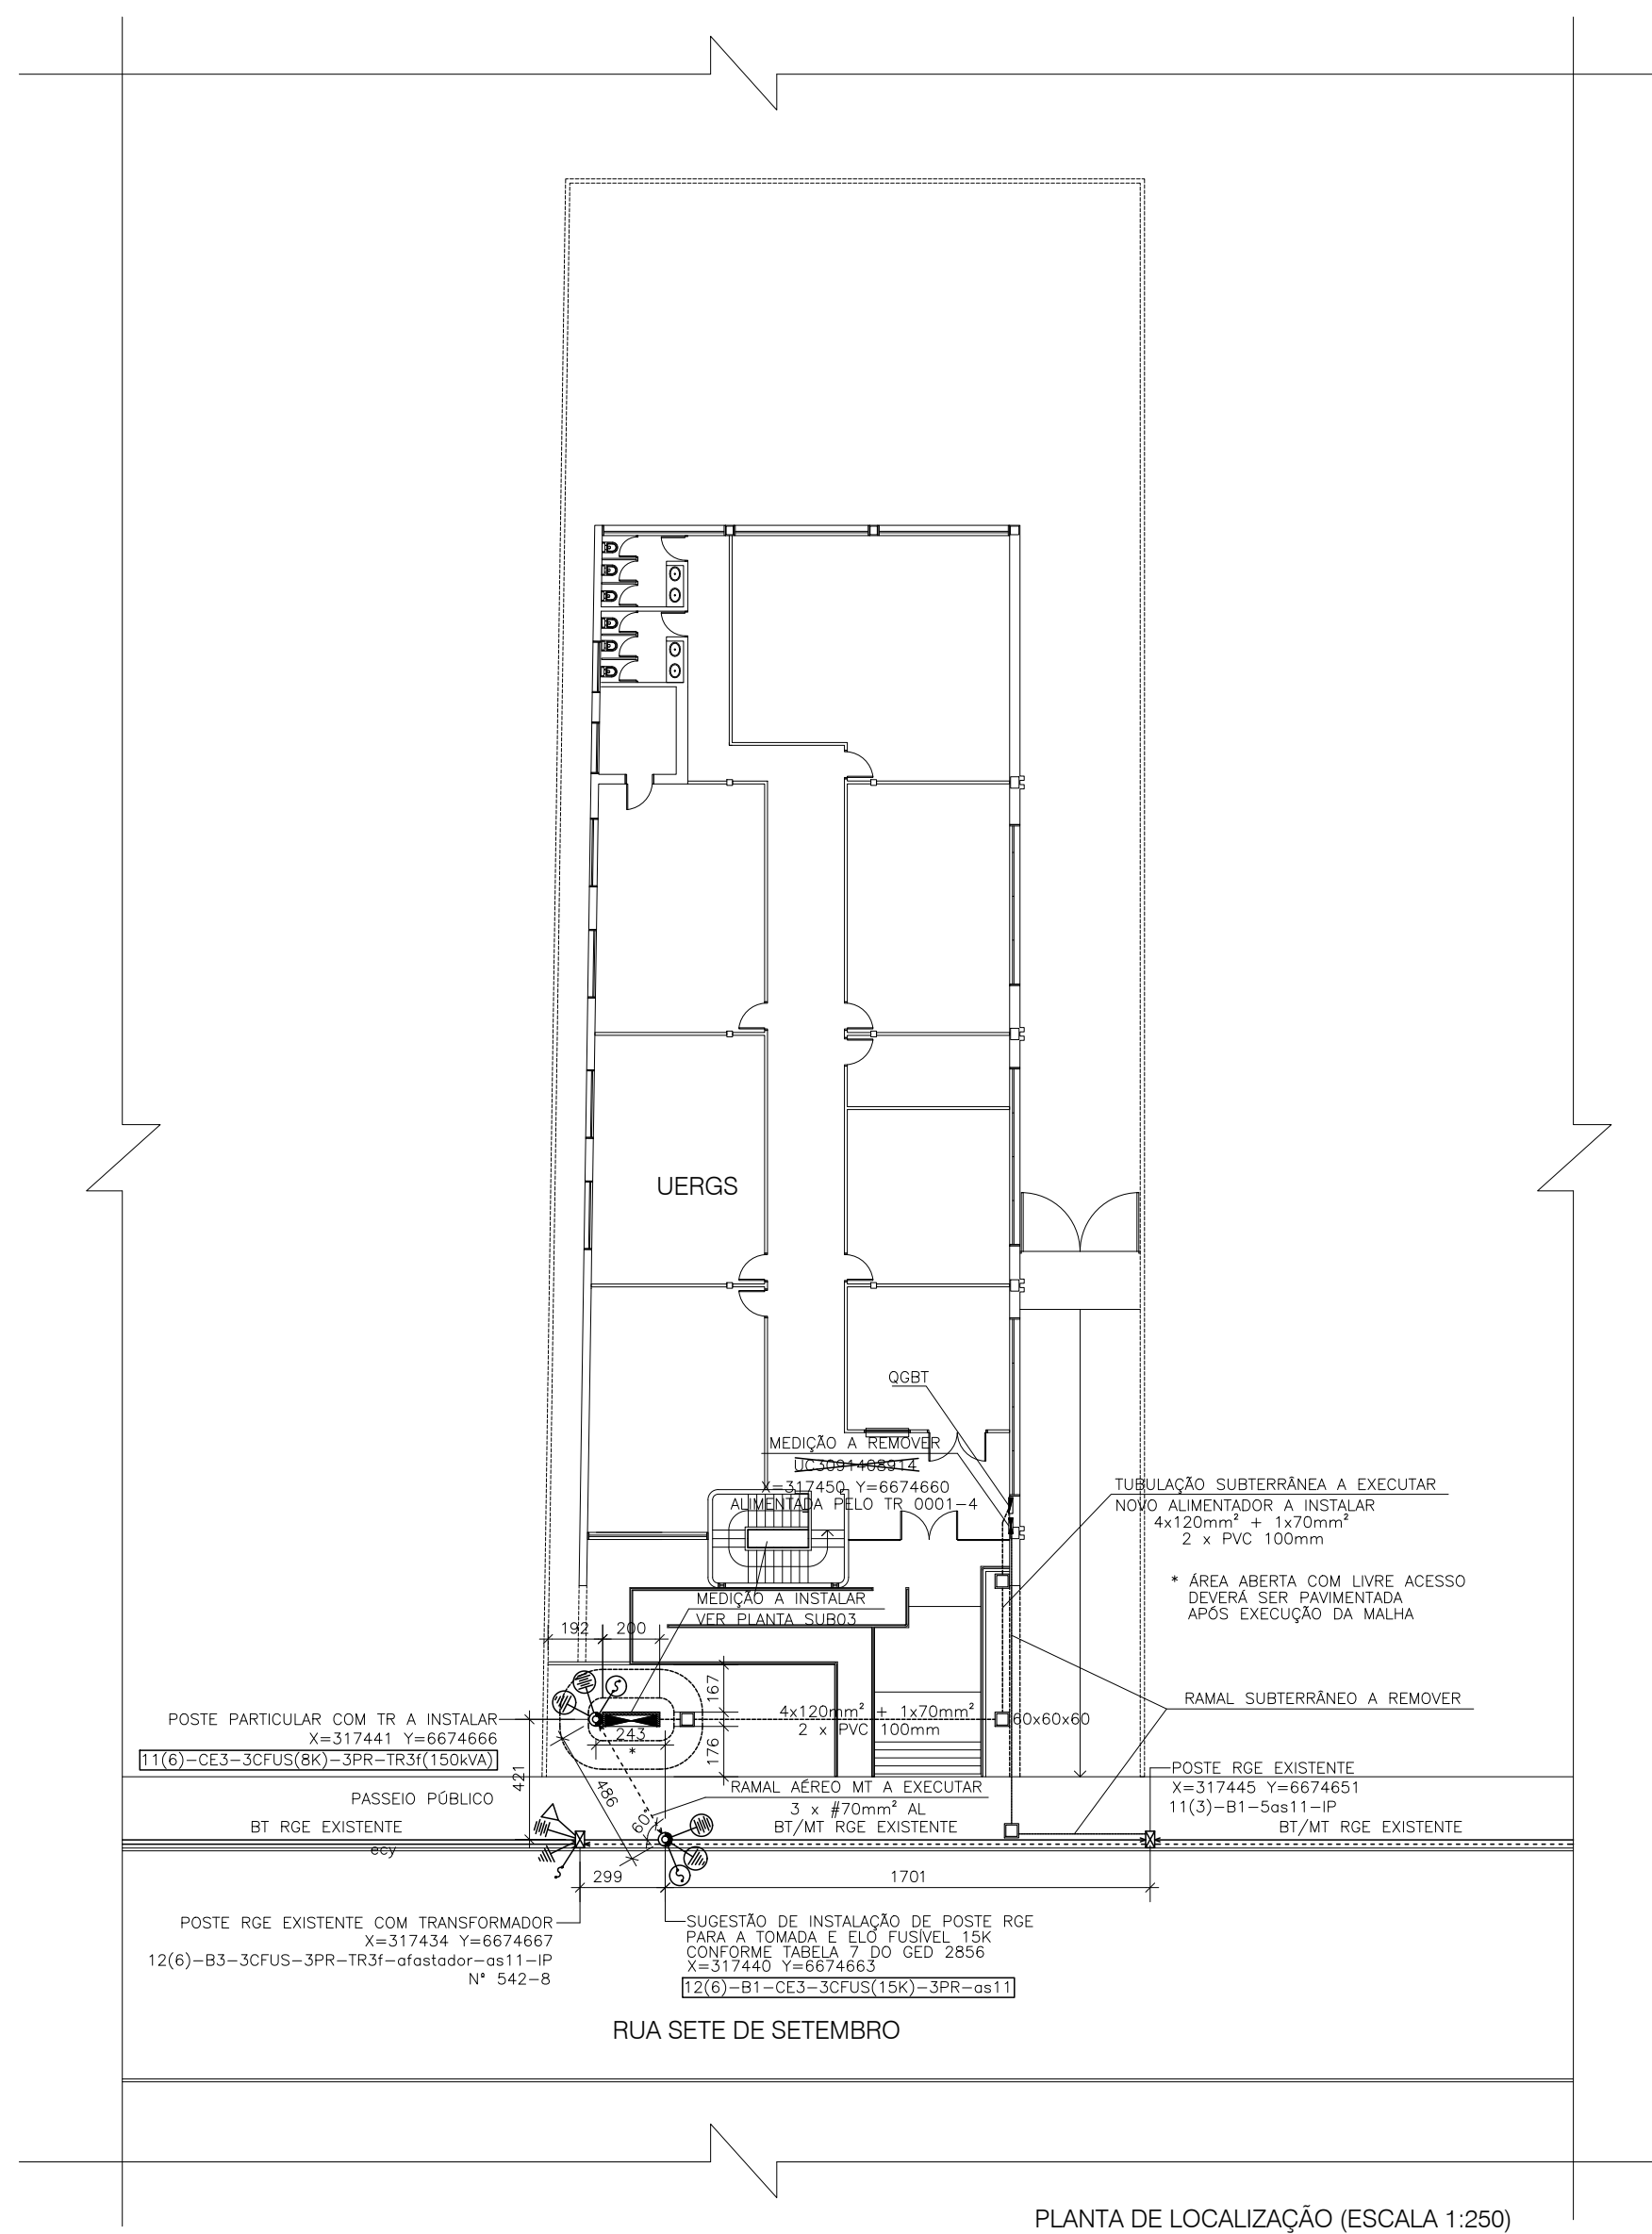 UERGS
QGBT
MEDIÇÃO A REMOVER
UC3091408914
X=317450 Y=6674660
ALIMENTADA PELO TR 0001-4
TUBULAÇÃO SUBTERRÂNEA A EXECUTAR
NOVO ALIMENTADOR A INSTALAR
4x120mm² + 1x70mm²
2 x PVC 100mm
* ÁREA ABERTA COM LIVRE ACESSO
DEVERÁ SER PAVIMENTADA
APÓS EXECUÇÃO DA MALHA
MEDIÇÃO A INSTALAR
VER PLANTA SUB03
192 200
167
RAMAL SUBTERRÂNEO A REMOVER
POSTE PARTICULAR COM TR A INSTALAR
X=317441 Y=6674666
11(6)-CE3-3CFUS(8K)-3PR-TR3f(150kVA)
4x120mm² + 1x70mm²
2 x PVC 100mm
60x60x60
243
*
176
421
486
60°
POSTE RGE EXISTENTE
X=317445 Y=6674651
11(3)-B1-5as11-IP
RAMAL AÉREO MT A EXECUTAR
3 x #70mm² AL
PASSEIO PÚBLICO
BT RGE EXISTENTE
BT/MT RGE EXISTENTE
BT/MT RGE EXISTENTE
ecy
299
1701
POSTE RGE EXISTENTE COM TRANSFORMADOR
X=317434 Y=6674667
12(6)-B3-3CFUS-3PR-TR3f-afastador-as11-IP
N° 542-8
SUGESTÃO DE INSTALAÇÃO DE POSTE RGE
PARA A TOMADA E ELO FUSÍVEL 15K
CONFORME TABELA 7 DO GED 2856
X=317440 Y=6674663
12(6)-B1-CE3-3CFUS(15K)-3PR-as11
RUA SETE DE SETEMBRO
PLANTA DE LOCALIZAÇÃO (ESCALA 1:250)